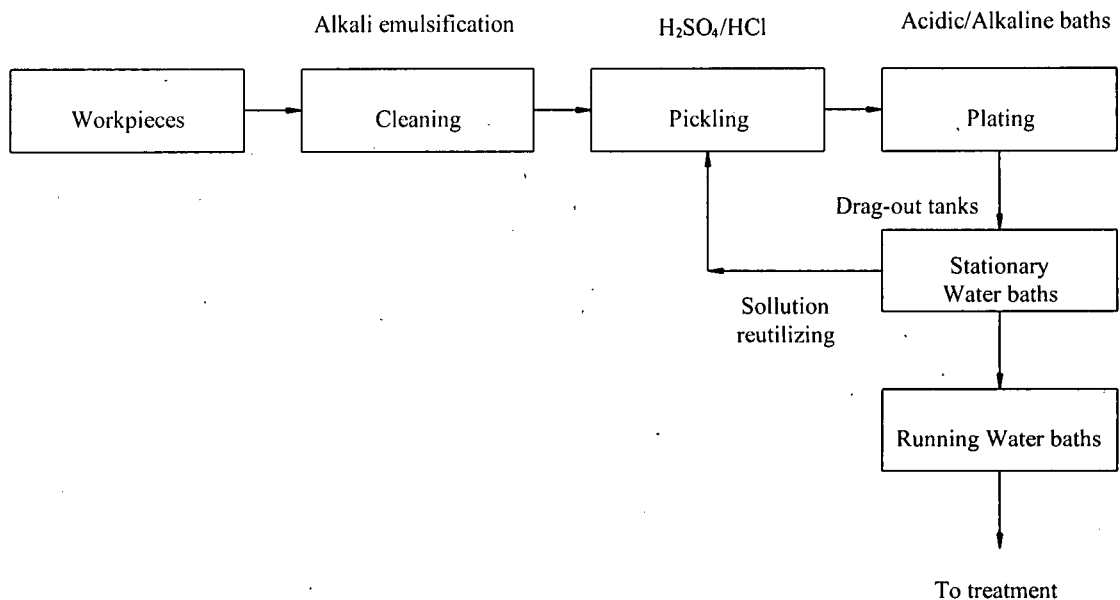 Alkali emulsification
H₂SO₄/HCl
Acidic/Alkaline baths
Workpieces
Cleaning
Pickling
Plating
Drag-out tanks
Stationary
Water baths
Sollution
reutilizing
Running Water baths
To treatment